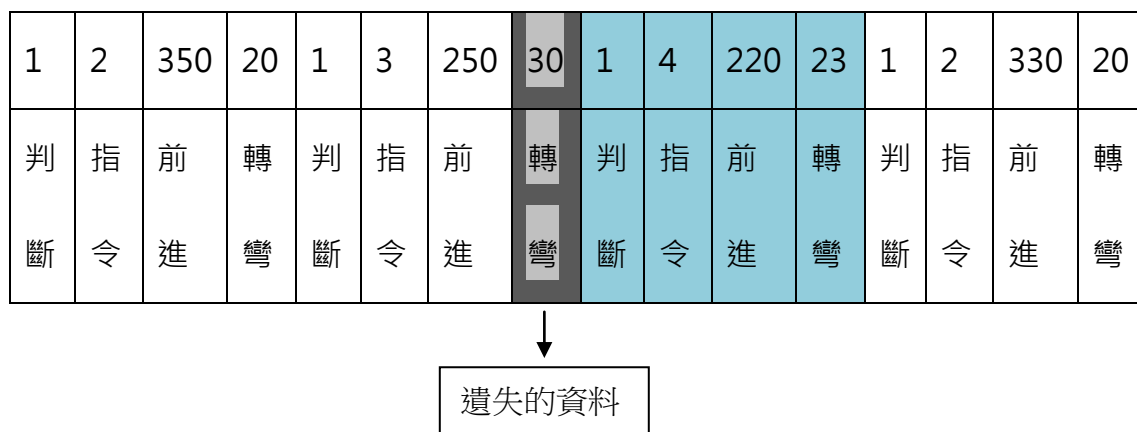 1 2 350 20 1 3 250 30 1 4 220 23 1 2 330 20
判斷 指令 前進 轉彎 判斷 指令 前進 轉彎 判斷 指令 前進 轉彎 判斷 指令 前進 轉彎
遺失的資料